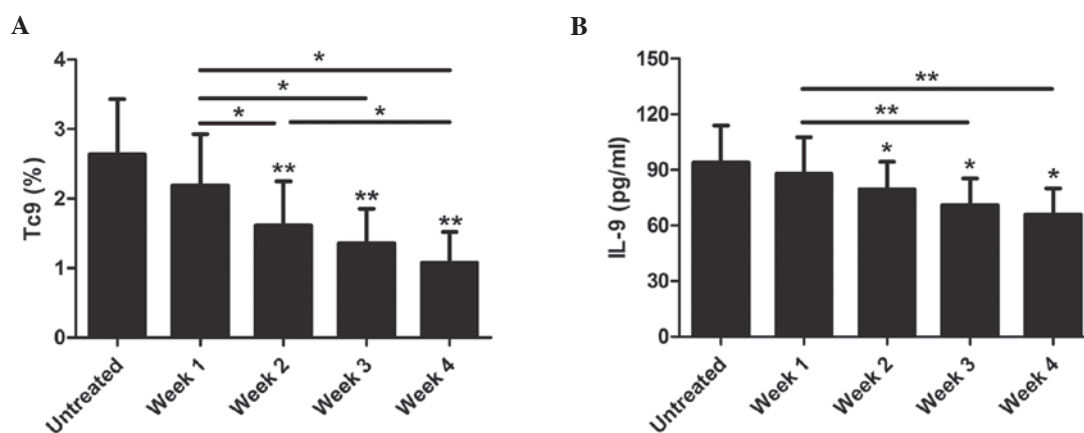 A
4
3
2
1
0
Tc9 (%)
*
*
*
*
**
**
**
Untreated
Week 1
Week 2
Week 3
Week 4
B
150
120
90
60
30
0
IL-9 (pg/ml)
**
**
*
*
*
Untreated
Week 1
Week 2
Week 3
Week 4